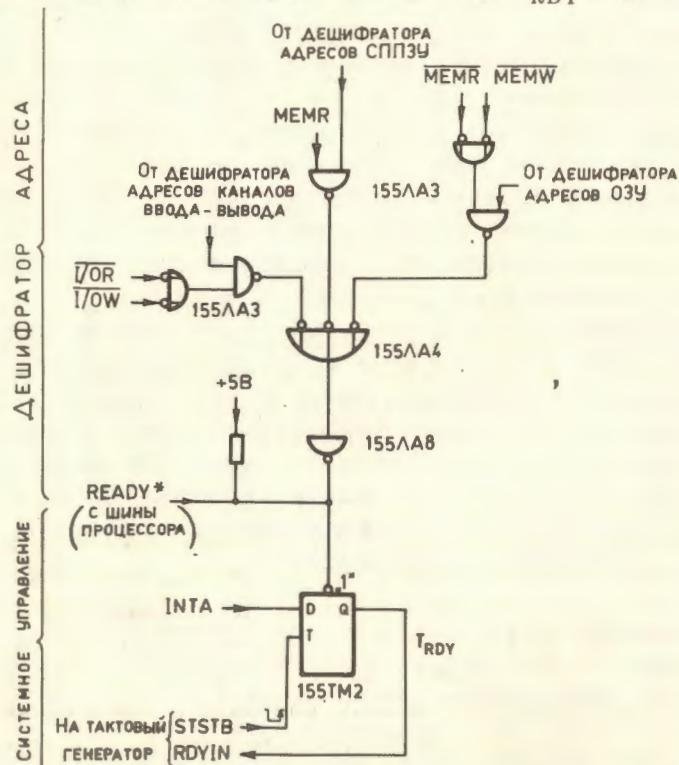 RDY
От дешифратора
адресов СППЗУ
MEMR MEMW
MEMR
От дешифратора
адресов каналов
ввода-вывода
155ЛА3
От дешифратора
адресов ОЗУ
I/OR
I/OW
155ЛА3
155ЛА4
+5В
155ЛА8
READY*
(с шины
процессора)
"1"
INTA
D Q
T
TRDY
155ТМ2
На тактовый STSTB
генератор RDYIN
Дешифратор адреса
Системное управление